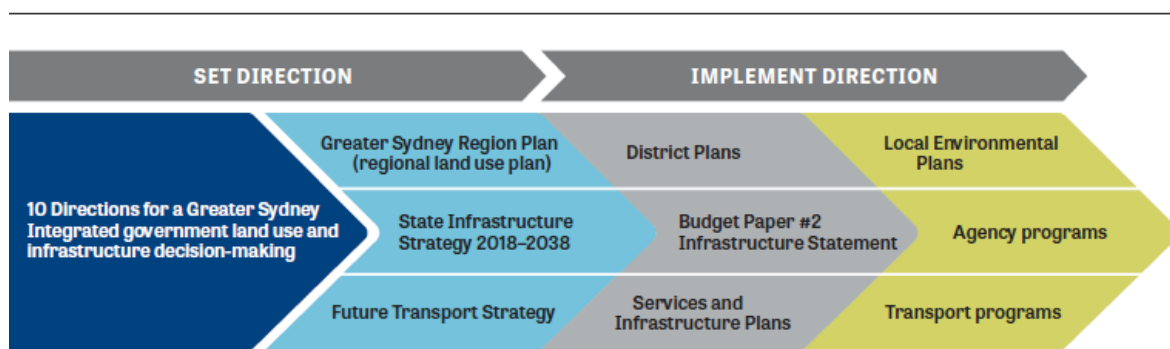 SET DIRECTION
IMPLEMENT DIRECTION
10 Directions for a Greater Sydney
Integrated government land use and
infrastructure decision-making
Greater Sydney Region Plan
(regional land use plan)
District Plans
Local Environmental
Plans
State Infrastructure
Strategy 2018–2038
Budget Paper #2
Infrastructure Statement
Agency programs
Future Transport Strategy
Services and
Infrastructure Plans
Transport programs